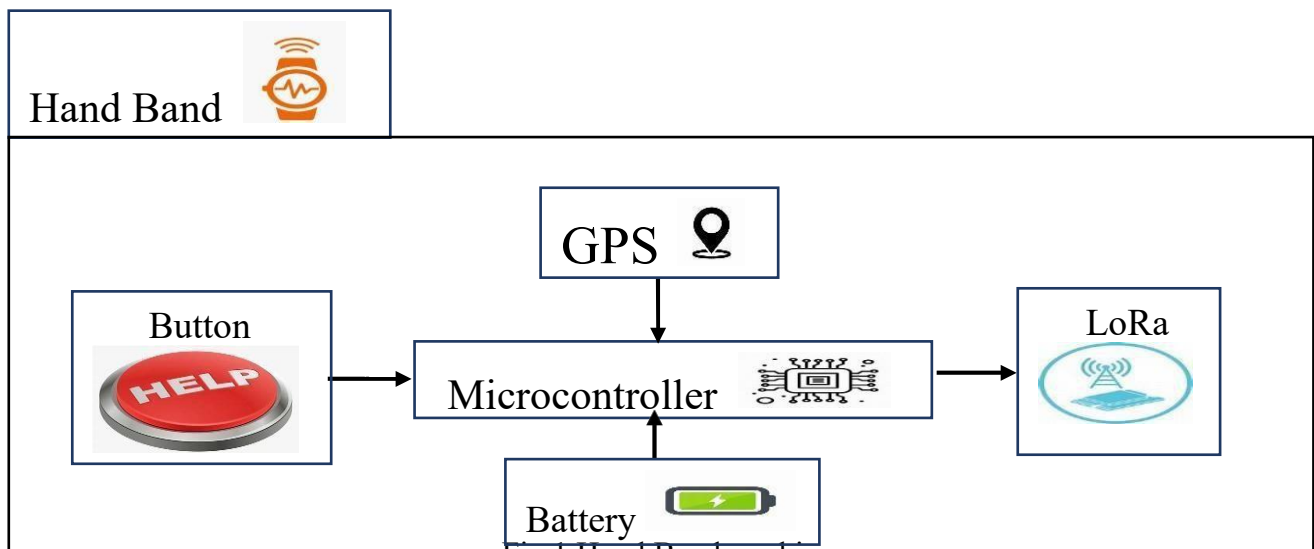 Hand Band
GPS
Button
HELP
LoRa
Microcontroller
Battery